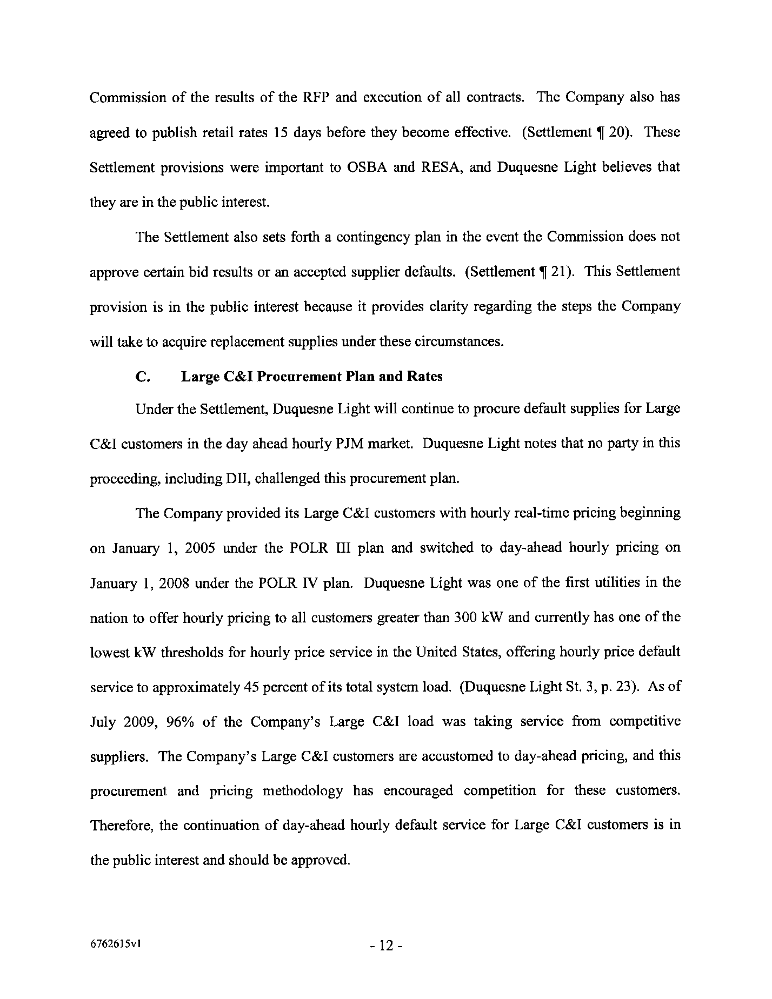 Commission of the results of the RFP and execution of all contracts. The Company also has
agreed to publish retail rates 15 days before they become effective. (Settlement ¶ 20). These
Settlement provisions were important to OSBA and RESA, and Duquesne Light believes that
they are in the public interest.
The Settlement also sets forth a contingency plan in the event the Commission does not
approve certain bid results or an accepted supplier defaults. (Settlement ¶ 21). This Settlement
provision is in the public interest because it provides clarity regarding the steps the Company
will take to acquire replacement supplies under these circumstances.
C. Large C&I Procurement Plan and Rates
Under the Settlement, Duquesne Light will continue to procure default supplies for Large
C&I customers in the day ahead hourly PJM market. Duquesne Light notes that no party in this
proceeding, including DII, challenged this procurement plan.
The Company provided its Large C&I customers with hourly real-time pricing beginning
on January 1, 2005 under the POLR III plan and switched to day-ahead hourly pricing on
January 1, 2008 under the POLR IV plan. Duquesne Light was one of the first utilities in the
nation to offer hourly pricing to all customers greater than 300 kW and currently has one of the
lowest kW thresholds for hourly price service in the United States, offering hourly price default
service to approximately 45 percent of its total system load. (Duquesne Light St. 3, p. 23). As of
July 2009, 96% of the Company's Large C&I load was taking service from competitive
suppliers. The Company's Large C&I customers are accustomed to day-ahead pricing, and this
procurement and pricing methodology has encouraged competition for these customers.
Therefore, the continuation of day-ahead hourly default service for Large C&I customers is in
the public interest and should be approved.
6762615v1
- 12 -